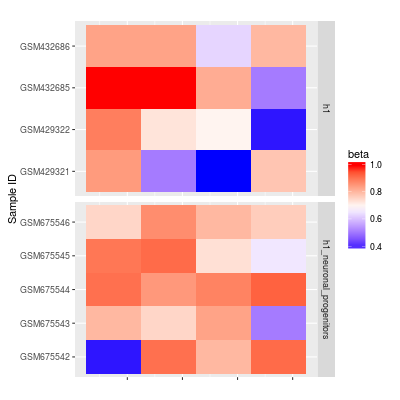 Sample ID
GSM432686
GSM432685
GSM429322
GSM429321
h1
GSM675546
GSM675545
GSM675544
GSM675543
GSM675542
h1_neuronal_progenitors
beta
1.0
0.8
0.6
0.4